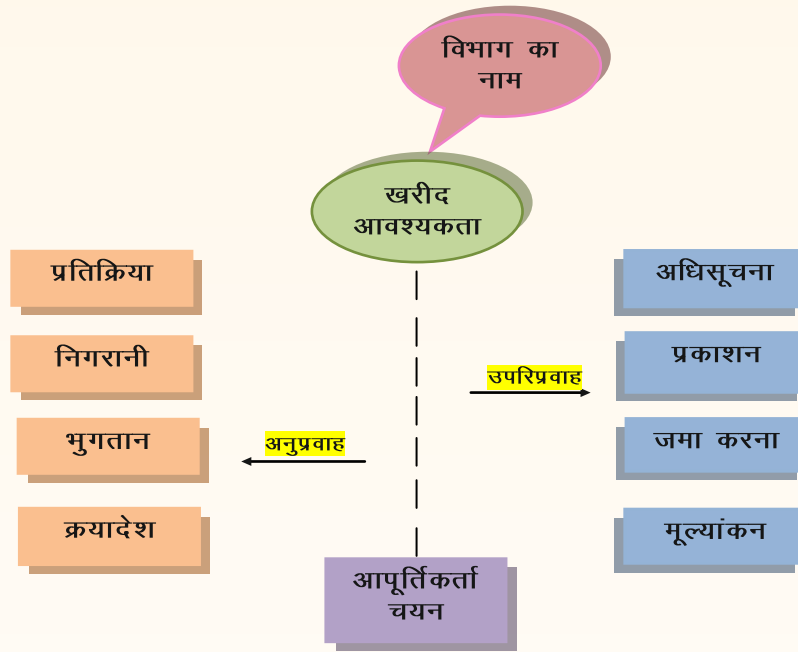 विभाग का
नाम
खरीद
आवश्यकता
प्रतिक्रिया
निगरानी
भुगतान
क्रयादेश
अनुप्रवाह
उपरिप्रवाह
अधिसूचना
प्रकाशन
जमा करना
मूल्यांकन
आपूर्तिकर्ता
चयन